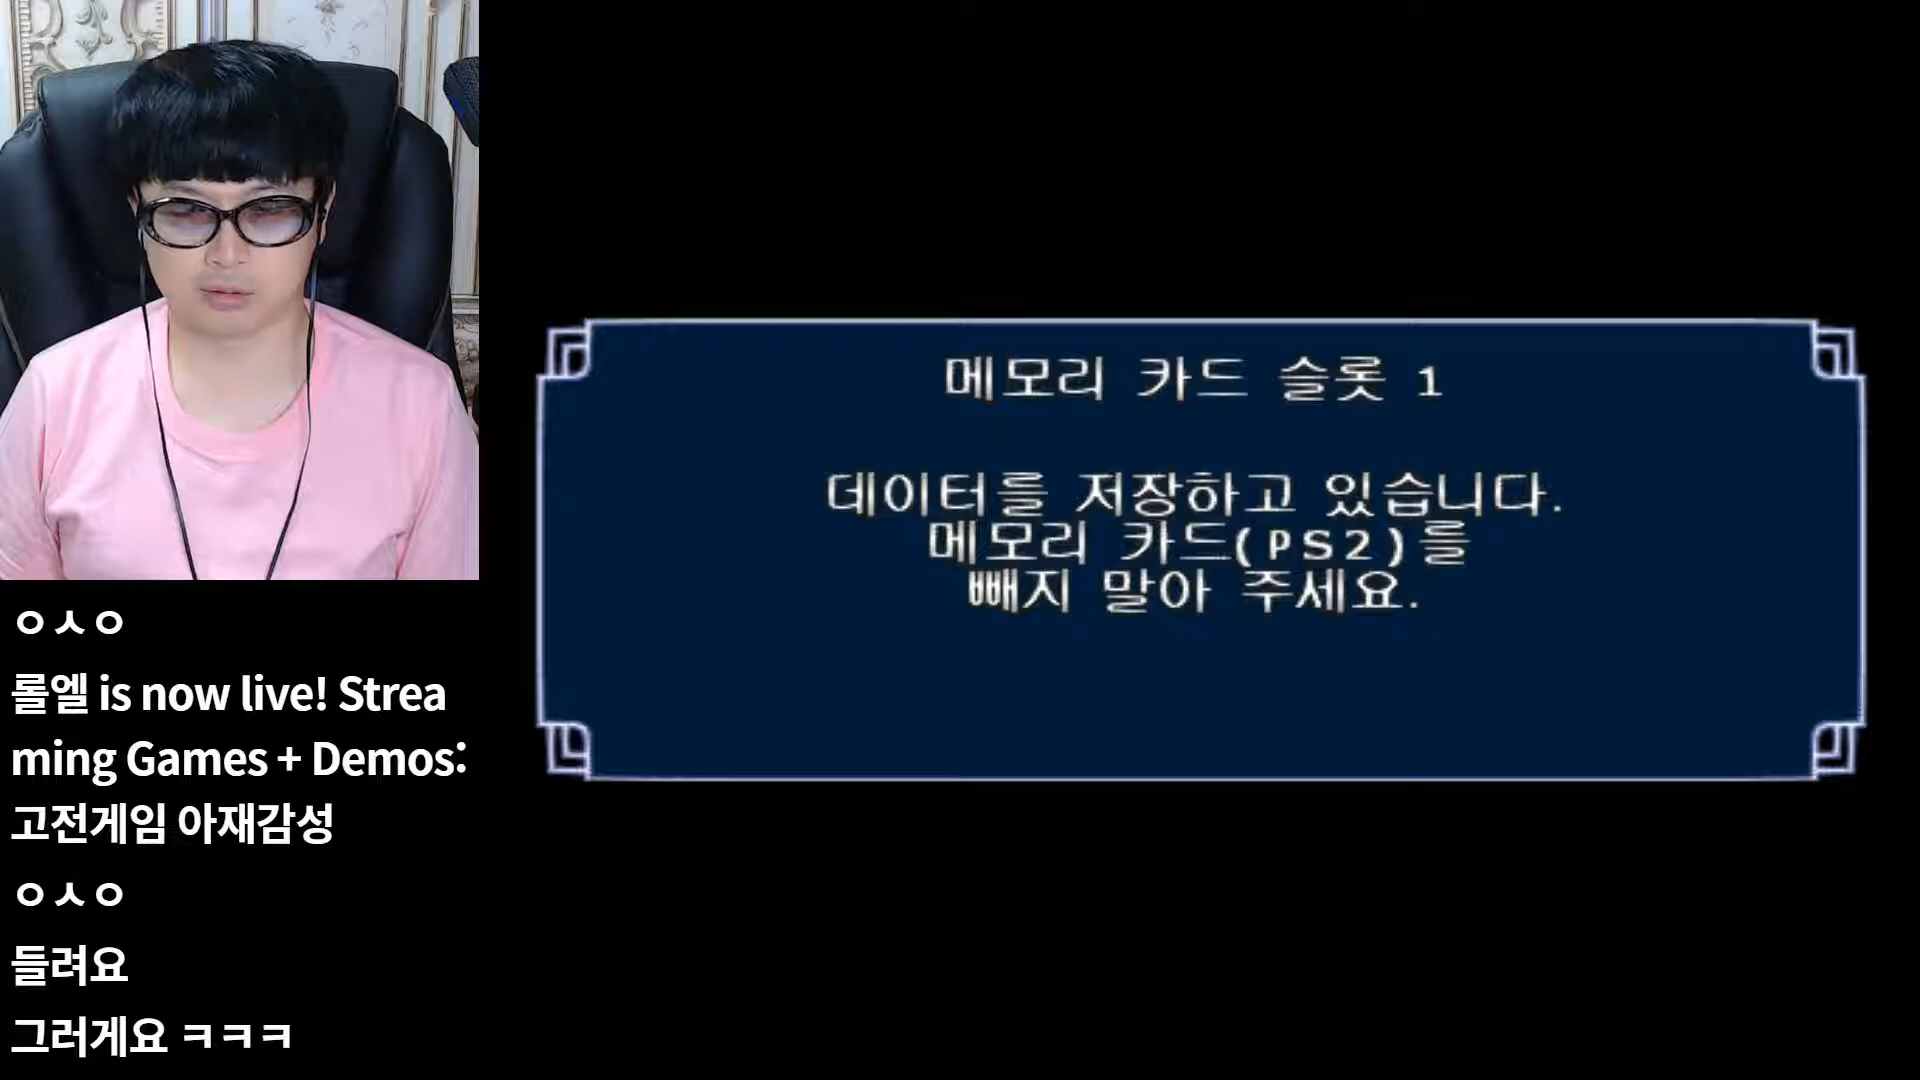 메모리 카드 슬롯 1
데이터를 저장하고 있습니다.
메모리 카드(PS2)를
빼지 말아 주세요.
ㅇㅅㅇ
롤엘 is now live! Strea
ming Games + Demos:
고전게임 아재감성
ㅇㅅㅇ
들려요
그러게요 ㅋㅋㅋ